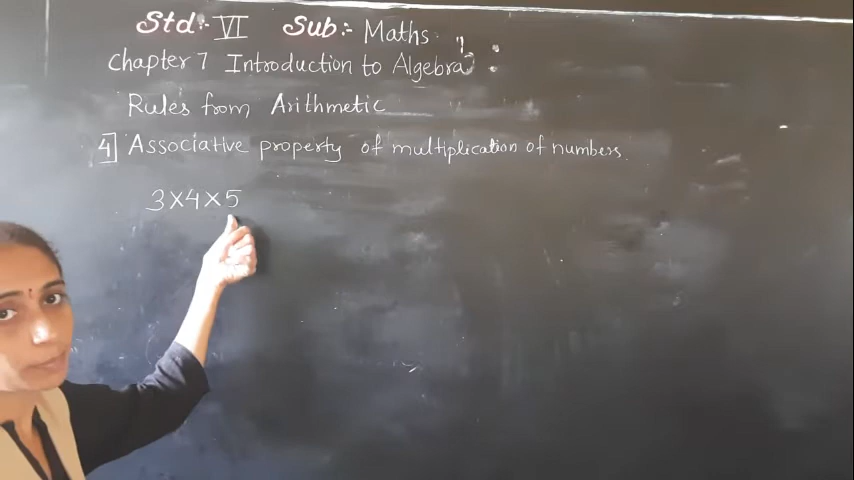 Std:- VI Sub:- Maths.
Chapter 7 Introduction to Algebra
Rules from Arithmetic
4] Associative property of multiplication of numbers.
3×4×5